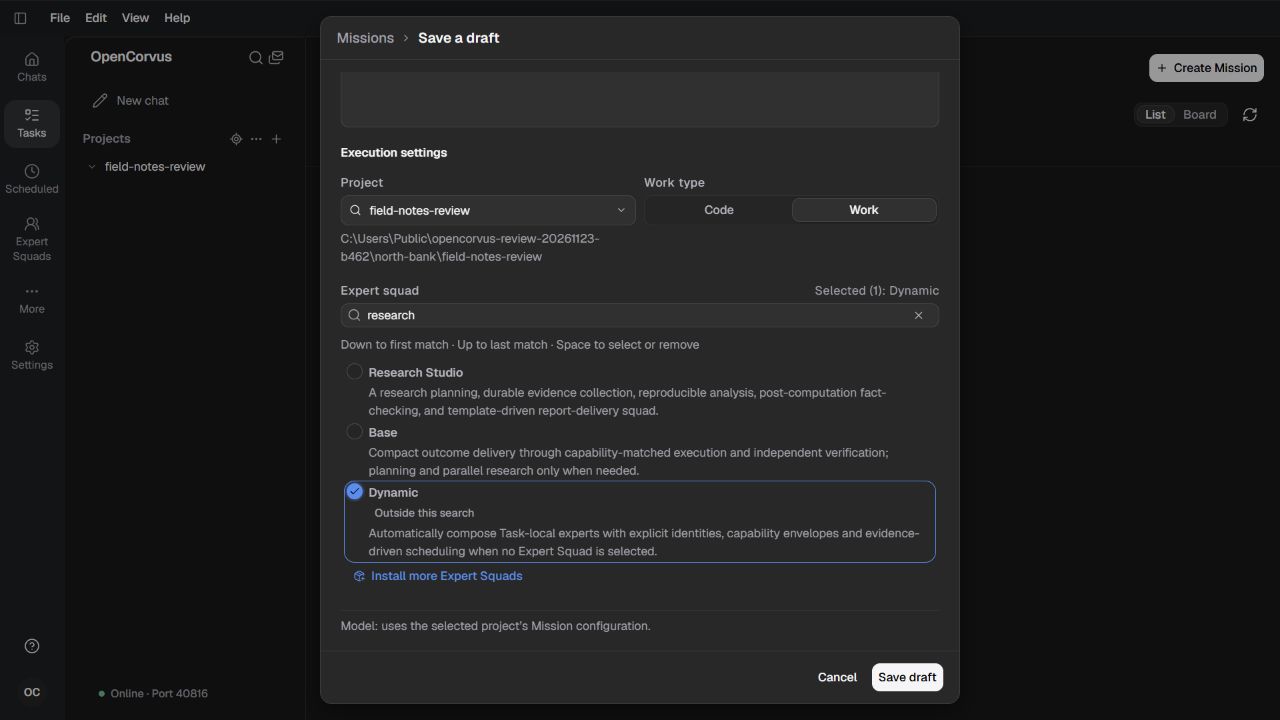 File Edit View Help
Missions › Save a draft
OpenCorvus
Chats
+ Create Mission
New chat
Tasks
List Board
Projects
field-notes-review
Execution settings
Project
Work type
field-notes-review
Code
Work
Scheduled
C:\Users\Public\opencorvus-review-20261123-
b462\north-bank\field-notes-review
Expert
Squads
Expert squad
Selected (1): Dynamic
More
research
Down to first match · Up to last match · Space to select or remove
Settings
Research Studio
A research planning, durable evidence collection, reproducible analysis, post-computation fact-
checking, and template-driven report-delivery squad.
Base
Compact outcome delivery through capability-matched execution and independent verification;
planning and parallel research only when needed.
Dynamic
Outside this search
Automatically compose Task-local experts with explicit identities, capability envelopes and evidence-
driven scheduling when no Expert Squad is selected.
Install more Expert Squads
Model: uses the selected project's Mission configuration.
Cancel
Save draft
OC
Online · Port 40816